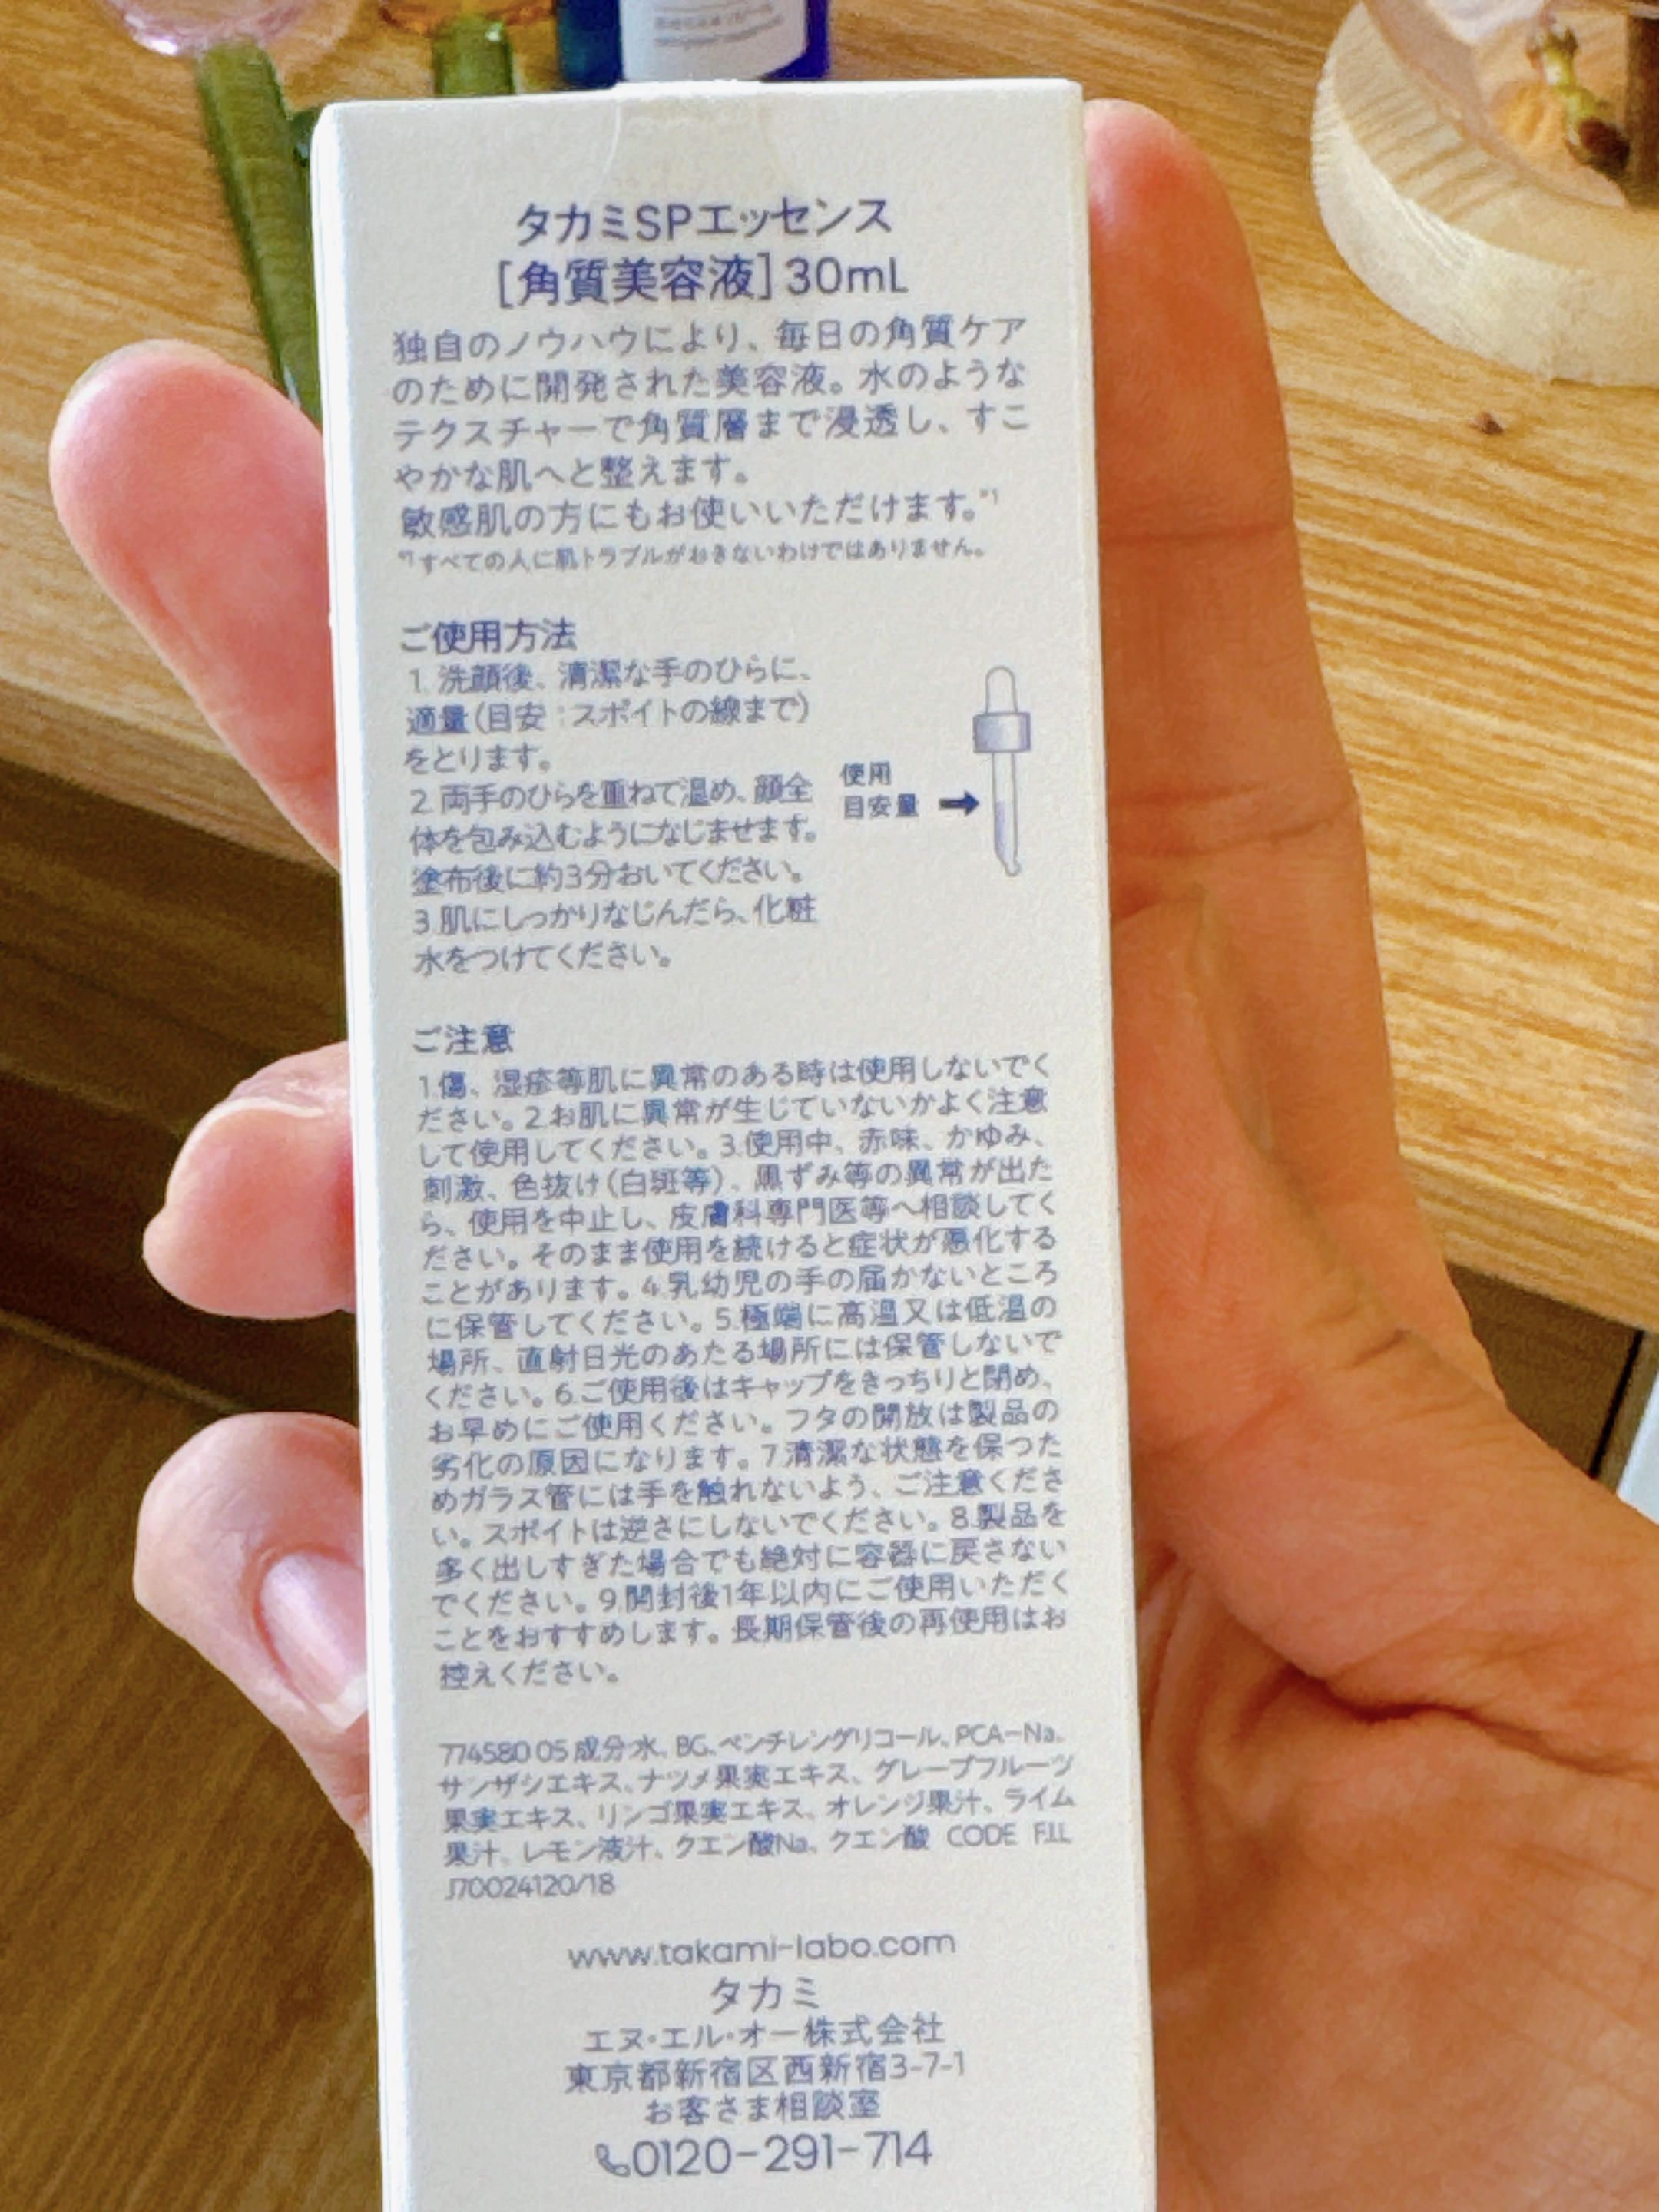 タカミSPエッセンス
[角質美容液]30mL
独自のノウハウにより、毎日の角質ケア
のために開発された美容液。水のような
テクスチャーで角質層まで浸透し、すこ
やかな肌へと整えます。
敏感肌の方にもお使いいただけます。*1
*1すべての人に肌トラブルがおきないわけではありません。
ご使用方法
1.洗顔後、清潔な手のひらに、
適量(目安:スポイトの線まで)
をとります。
2.両手のひらを重ねて温め、顔全
体を包み込むようになじませます。
塗布後に約3分おいてください。
3.肌にしっかりなじんだら、化粧
水をつけてください。
使用
目安量
ご注意
1.傷、湿疹等肌に異常のある時は使用しないでく
ださい。2.お肌に異常が生じていないかよく注意
して使用してください。3.使用中、赤味、かゆみ、
刺激、色抜け(白斑等)、黒ずみ等の異常が出た
ら、使用を中止し、皮膚科専門医等へ相談してく
ださい。そのまま使用を続けると症状が悪化する
ことがあります。4.乳幼児の手の届かないところ
に保管してください。5.極端に高温又は低温の
場所、直射日光のあたる場所には保管しないで
ください。6.ご使用後はキャップをきっちりと閉め、
お早めにご使用ください。フタの開放は製品の
劣化の原因になります。7.清潔な状態を保つた
めガラス管には手を触れないよう、ご注意くださ
い。スポイトは逆さにしないでください。8.製品を
多く出しすぎた場合でも絶対に容器に戻さない
でください。9.開封後1年以内にご使用いただく
ことをおすすめします。長期保管後の再使用はお
控えください。
774580 05 成分:水、BG、ペンチレングリコール、PCA-Na、
サンザシエキス、ナツメ果実エキス、グレープフルーツ
果実エキス、リンゴ果実エキス、オレンジ果汁、ライム
果汁、レモン液汁、クエン酸Na、クエン酸 CODE F.I.L.
J70024120/18
www.takami-labo.com
タカミ
エヌ・エル・オー株式会社
東京都新宿区西新宿3-7-1
お客さま相談室
0120-291-714